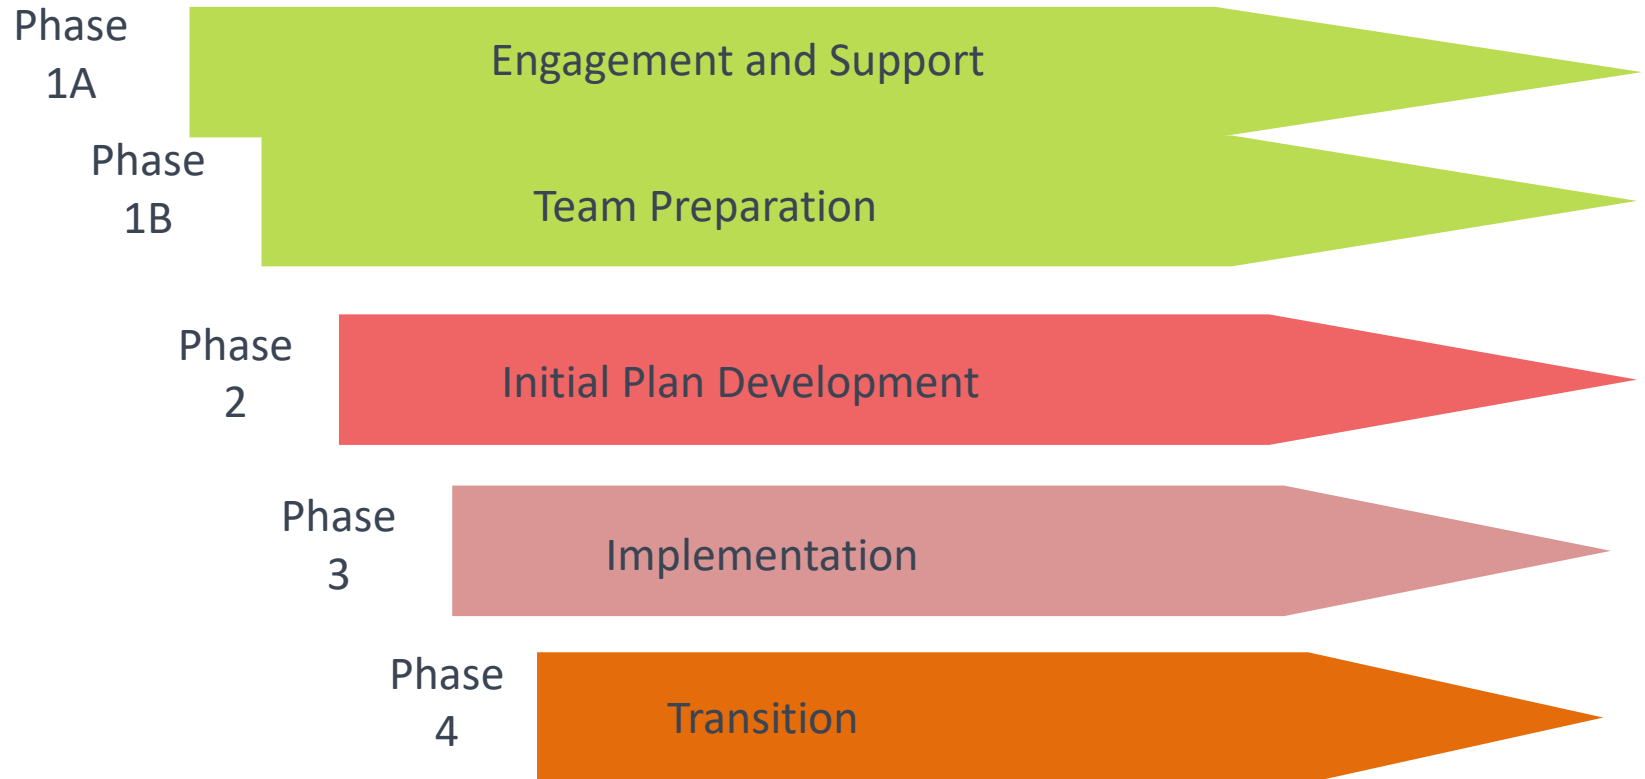 Phase
1A
Engagement and Support
Phase
1B
Team Preparation
Phase
2
Initial Plan Development
Phase
3
Implementation
Phase
4
Transition